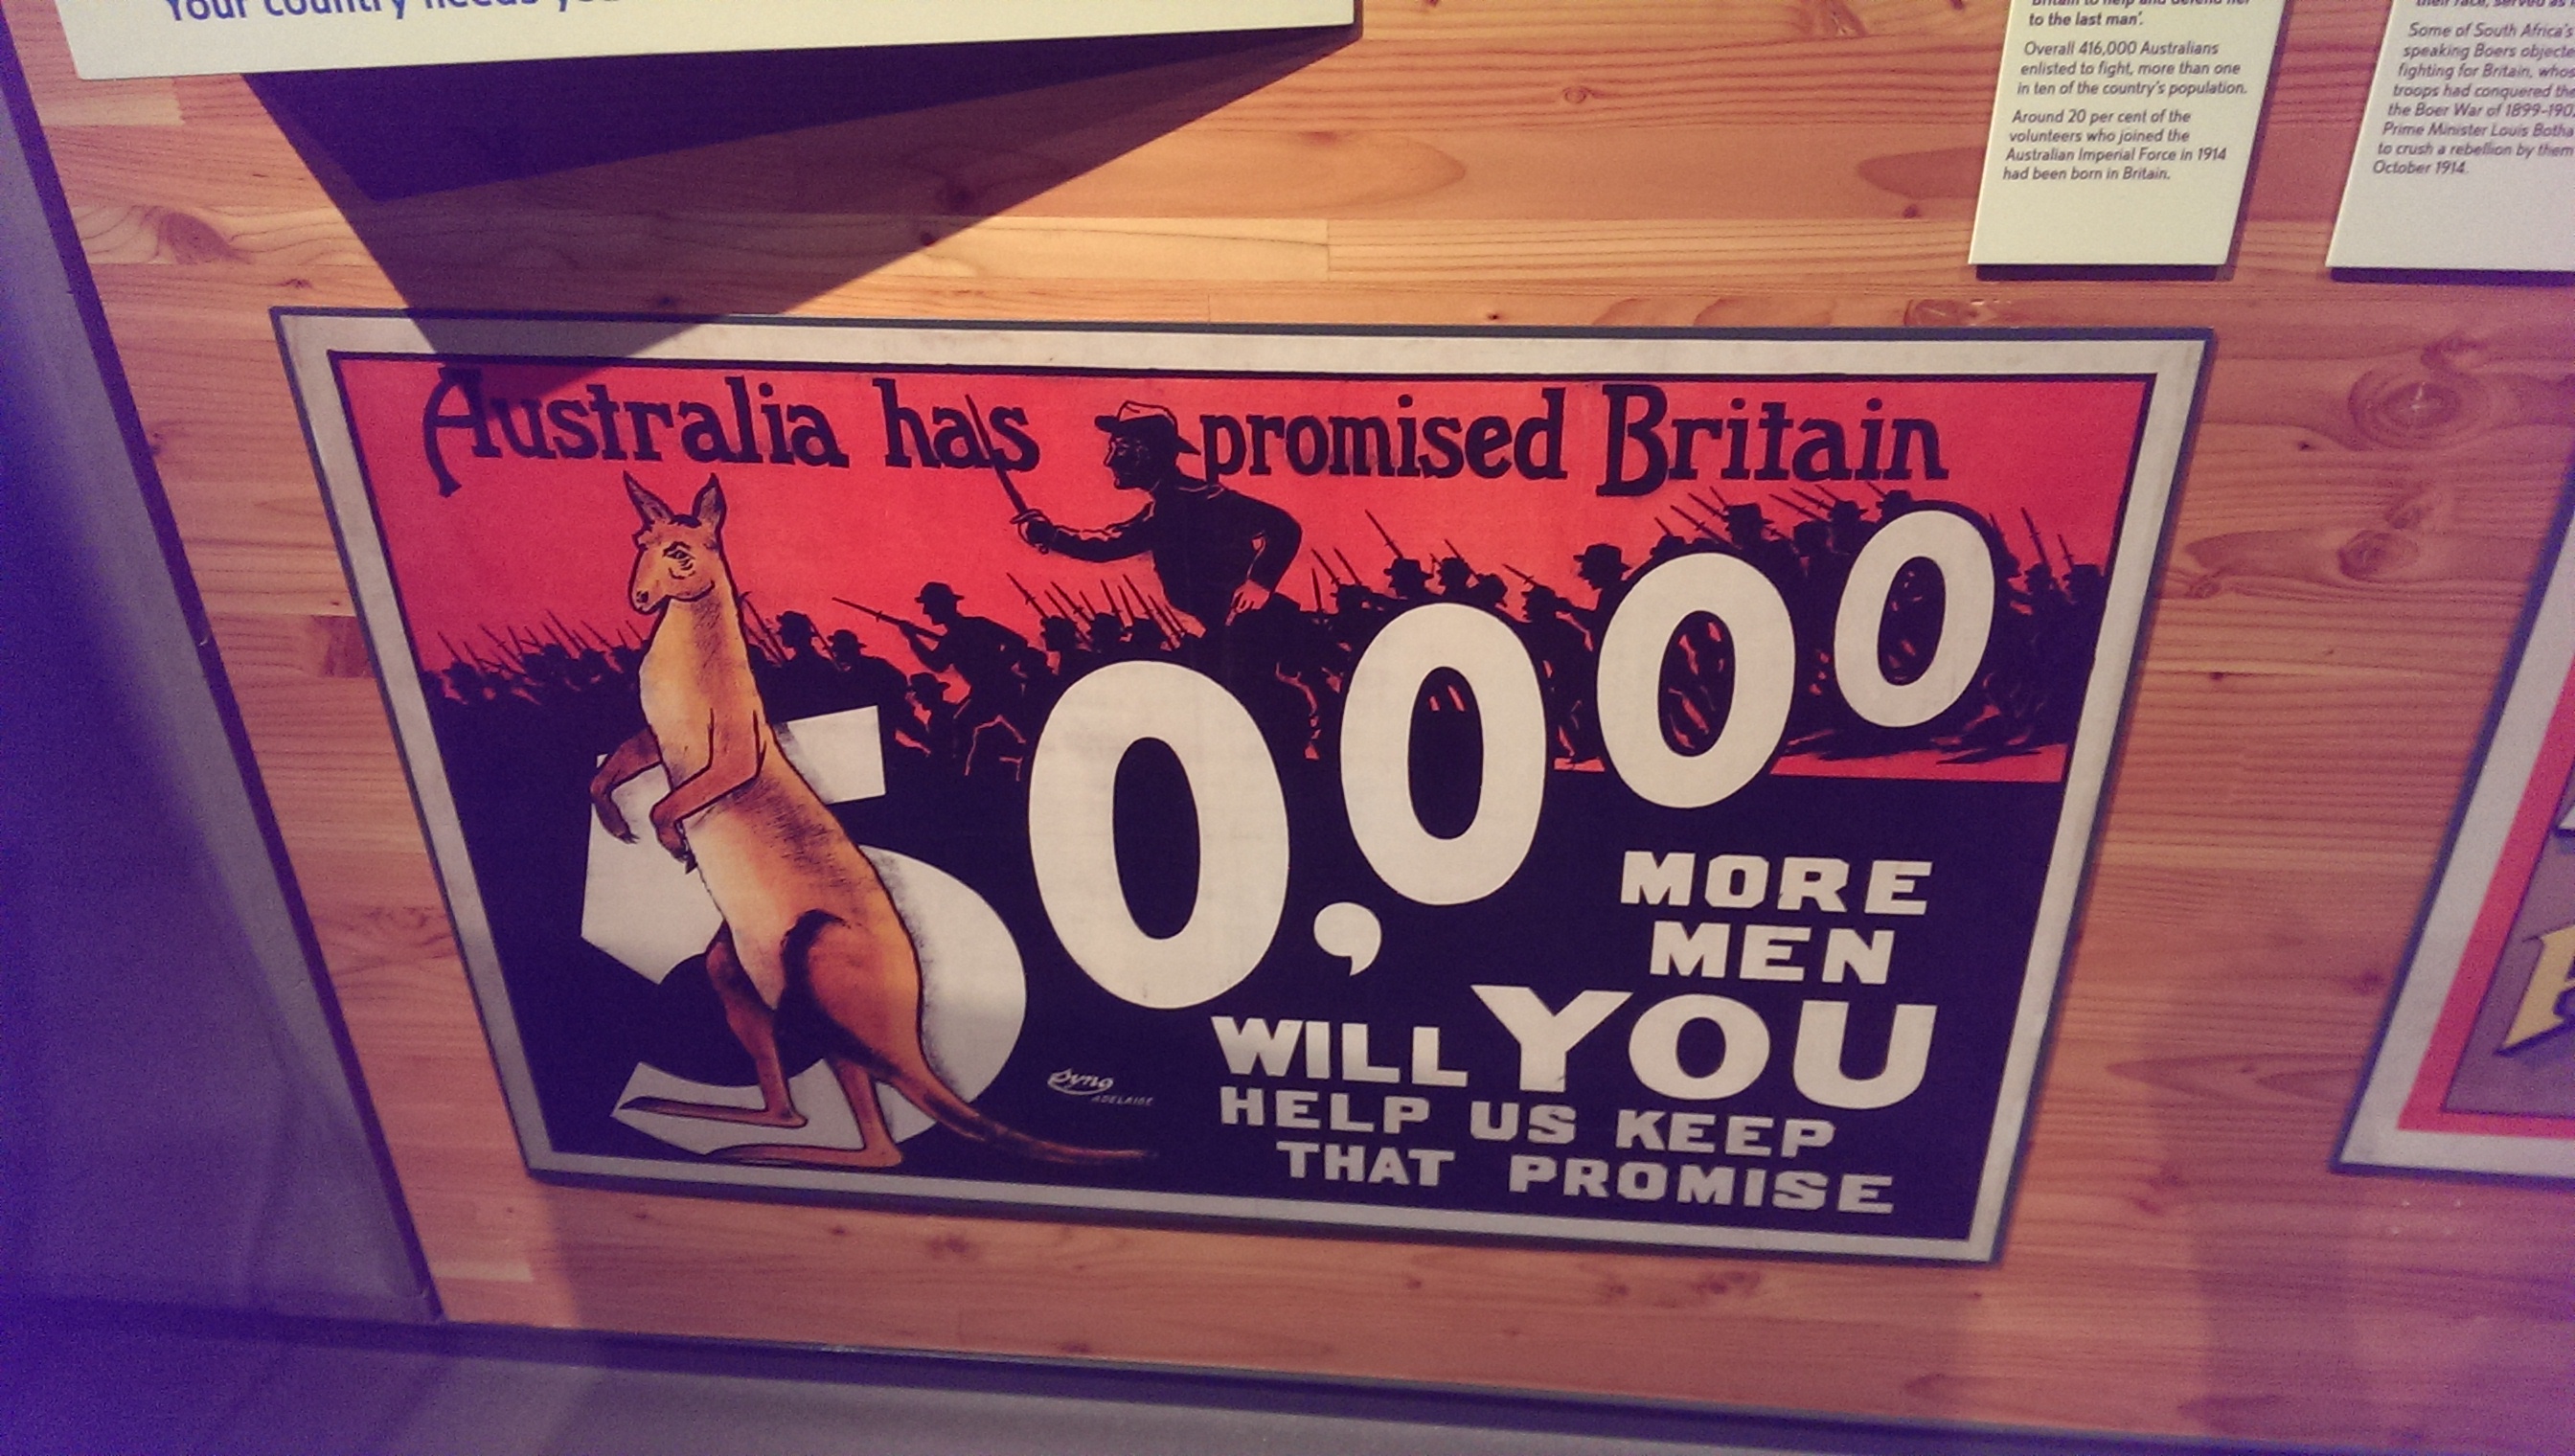 Your country needs
to the last man'.
Overall 416,000 Australians
enlisted to fight, more than one
in ten of the country's population.
Around 20 per cent of the
volunteers who joined the
Australian Imperial Force in 1914
had been born in Britain.
Some of South Africa's
speaking Boers
fighting for Britain,
troops had conquered
the Boer War of 1899-190
Prime Minister Louis Botha
to crush a rebellion by them
October 1914.
Australia has promised Britain
50,000
MORE
MEN
WILL YOU
HELP US KEEP
THAT PROMISE
ADELAIDE